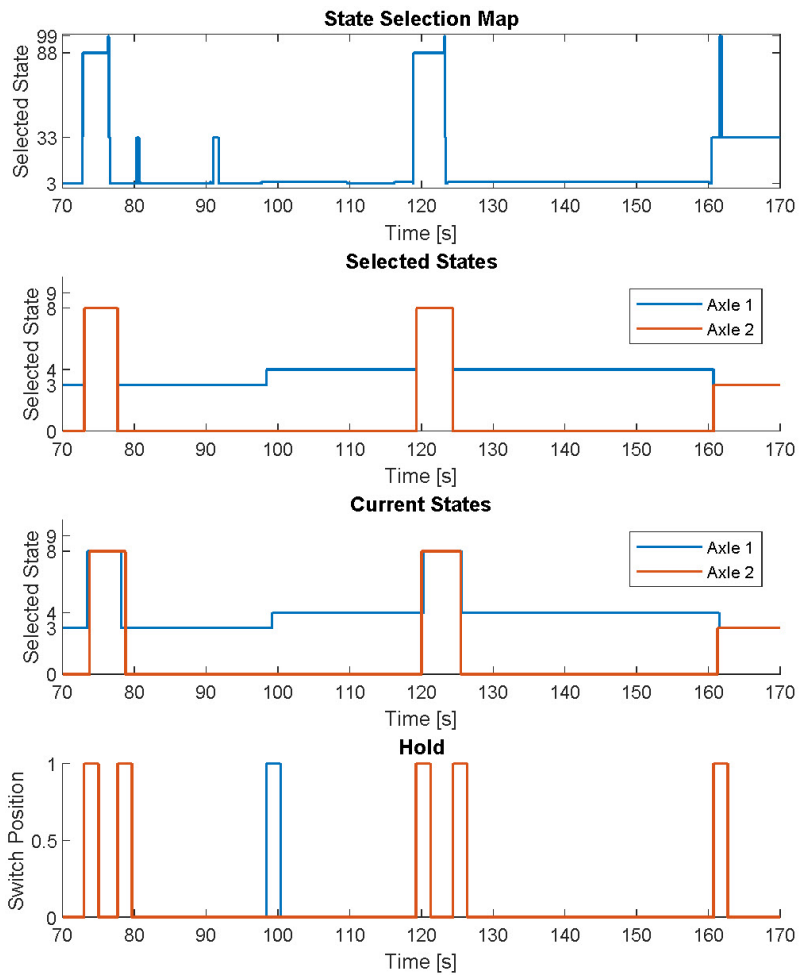 State Selection Map
99
88
33
3
Selected State
70 80 90 100 110 120 130 140 150 160 170
Time [s]
Selected States
9
8
4
3
0
Selected State
Axle 1
Axle 2
70 80 90 100 110 120 130 140 150 160 170
Time [s]
Current States
9
8
4
3
0
Selected State
Axle 1
Axle 2
70 80 90 100 110 120 130 140 150 160 170
Time [s]
Hold
1
0.5
0
Switch Position
70 80 90 100 110 120 130 140 150 160 170
Time [s]